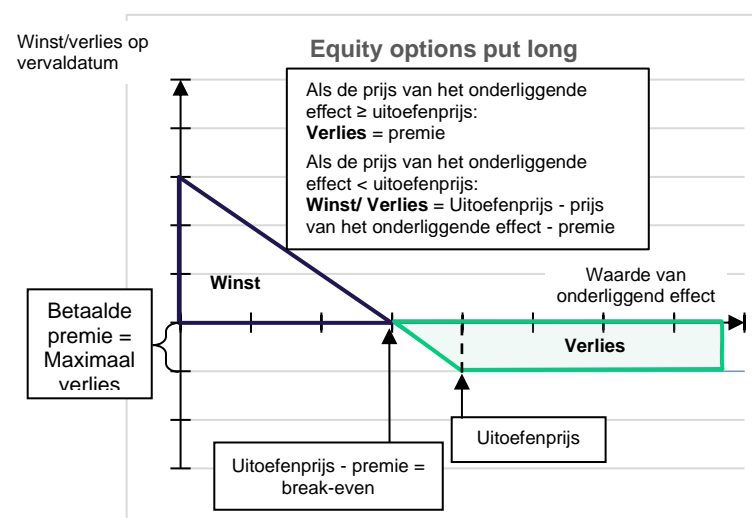 Winst/verlies op
vervaldatum
Equity options put long
Als de prijs van het onderliggende
effect ≥ uitoefenprijs:
Verlies = premie
Als de prijs van het onderliggende
effect < uitoefenprijs:
Winst/ Verlies = Uitoefenprijs - prijs
van het onderliggende effect - premie
Winst
Waarde van
onderliggend effect
Betaalde
premie =
Maximaal
verlies
Verlies
Uitoefenprijs
Uitoefenprijs - premie =
break-even